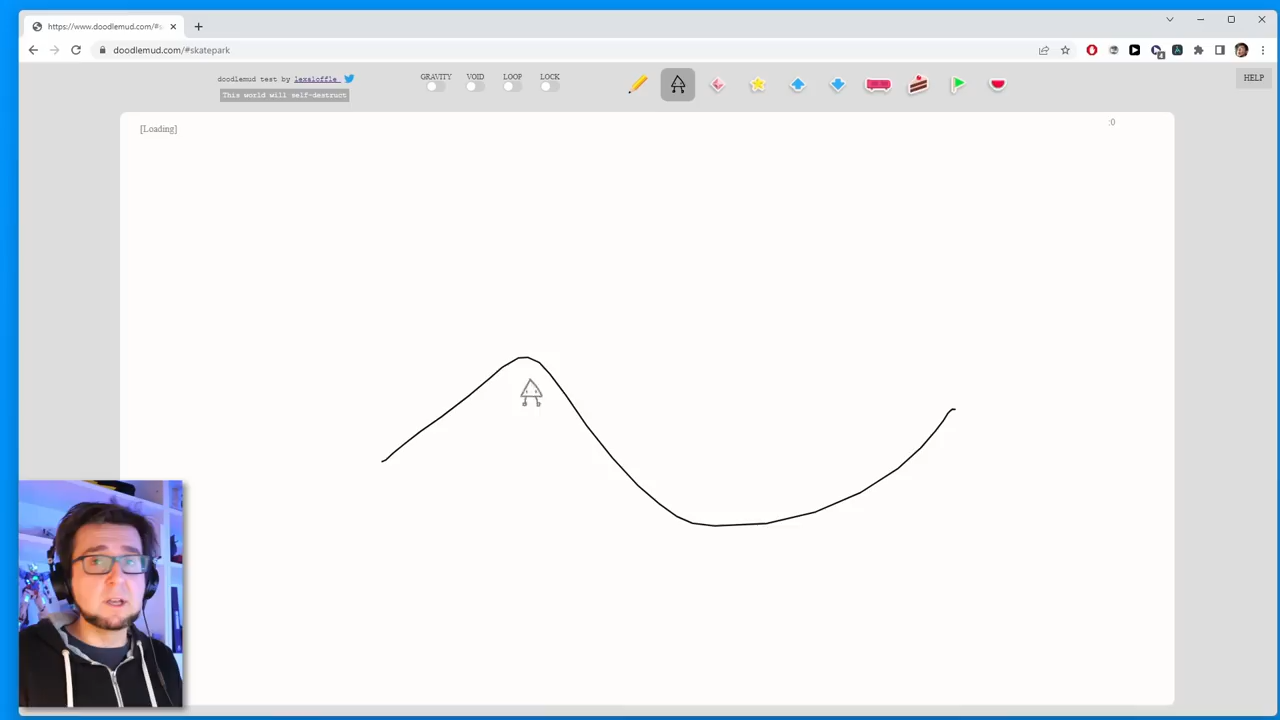 https://www.doodlemud.com/#s
doodlemud.com/#skatepark
4
doodlemud test by lexaloffle
This world will self-destruct
GRAVITY VOID LOOP LOCK
HELP
[Loading]
:0